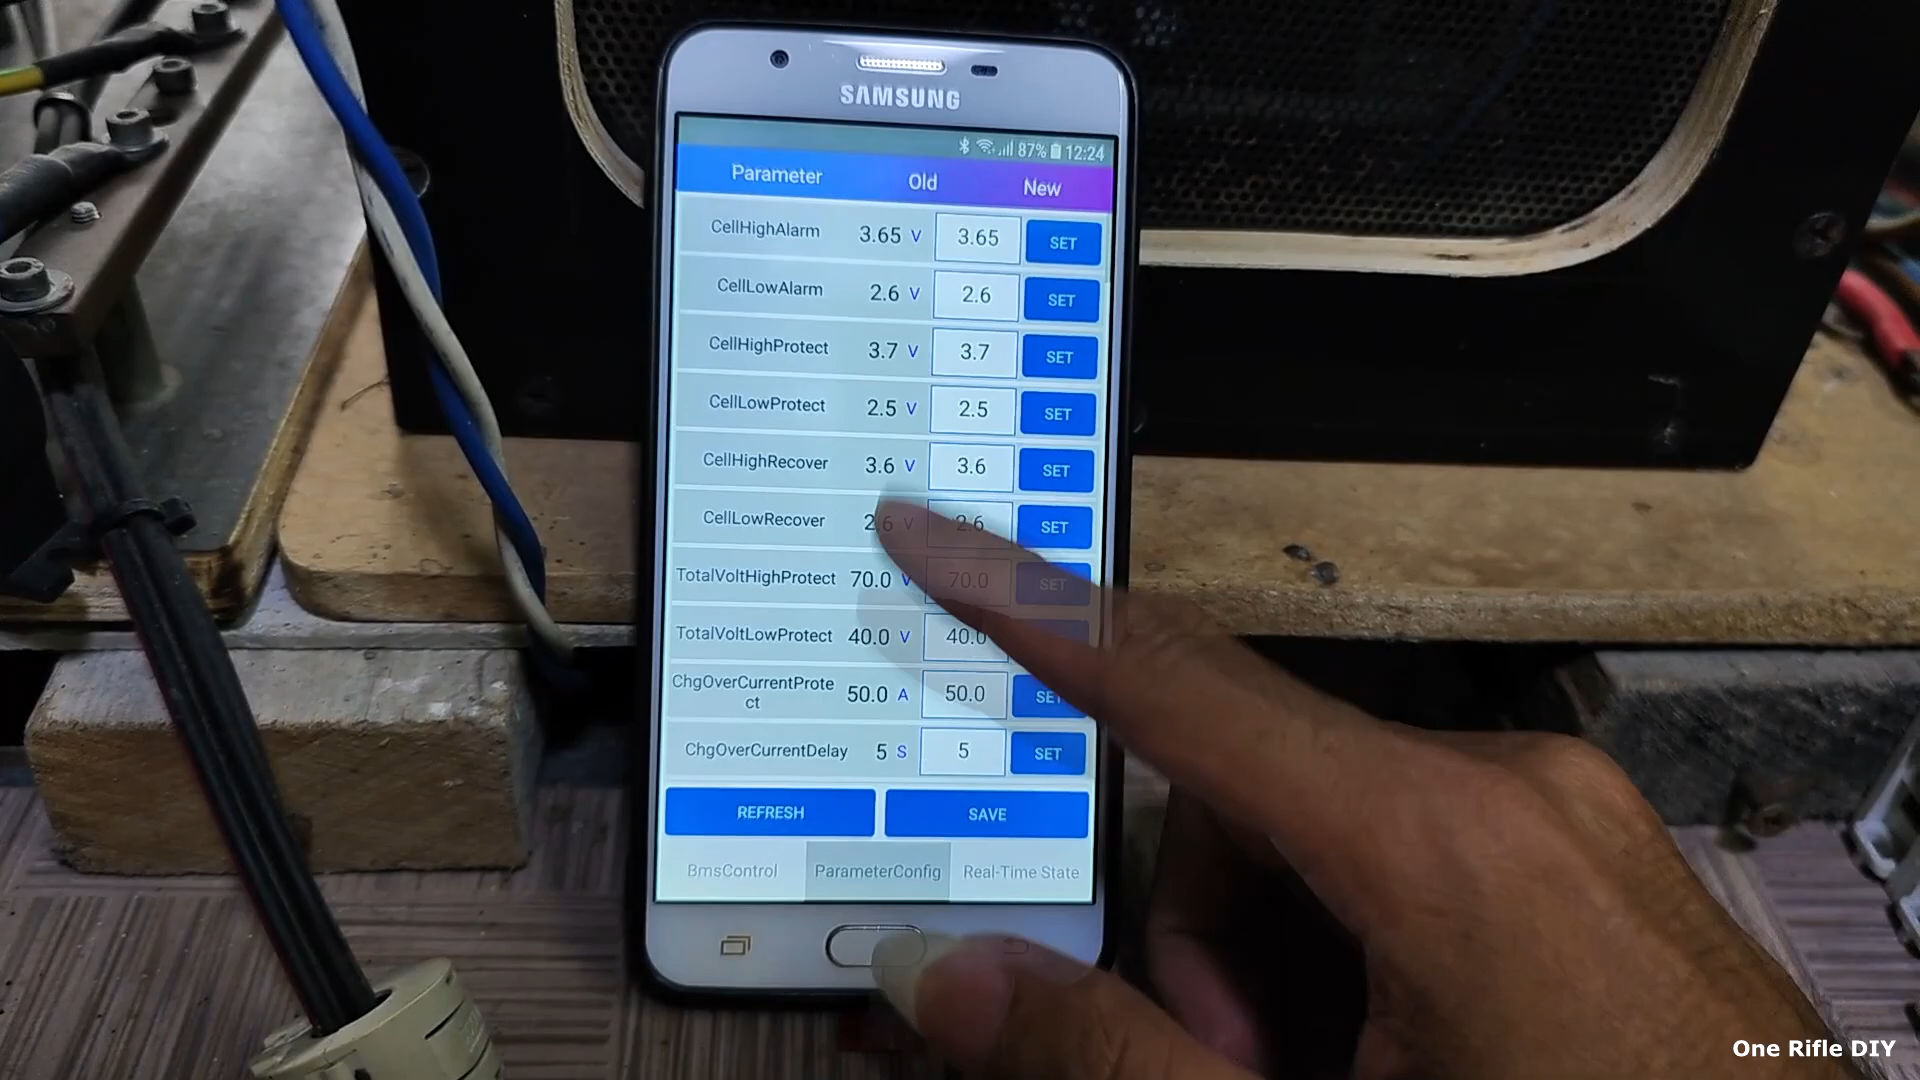 SAMSUNG
87% 12:24
Parameter Old New
CellHighAlarm 3.65 V 3.65 SET
CellLowAlarm 2.6 V 2.6 SET
CellHighProtect 3.7 V 3.7 SET
CellLowProtect 2.5 V 2.5 SET
CellHighRecover 3.6 V 3.6 SET
CellLowRecover 2.6 V 2.6 SET
TotalVoltHighProtect 70.0 V 70.0 SET
TotalVoltLowProtect 40.0 V 40.0
ChgOverCurrentProte
ct 50.0 A 50.0 SET
ChgOverCurrentDelay 5 S 5 SET
REFRESH SAVE
BmsControl ParameterConfig Real-Time State
One Rifle DIY